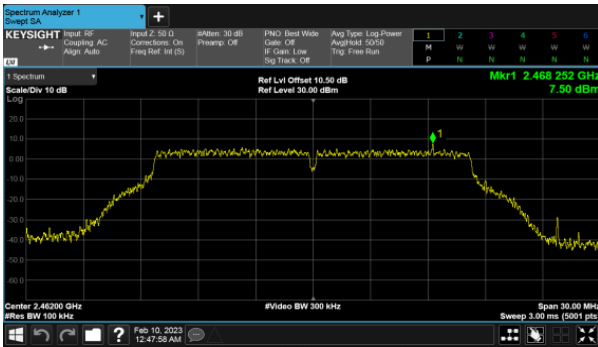 Spectrum Analyzer 1
Swept SA
+
KEYSIGHT
Input: RF
Coupling: AC
Align: Auto
Input Z: 50 Ω
Corrections: On
Freq Ref: Int (S)
#Atten: 30 dB
Preamp: Off
PNO: Best Wide
Gate: Off
IF Gain: Low
Sig Track: Off
Avg Type: Log-Power
Avg|Hold: 50/50
Trig: Free Run
1 2 3 4 5 6
M W W W W W
P N N N N N
LXI
1 Spectrum
Scale/Div 10 dB
Log
Ref Lvl Offset 10.50 dB
Ref Level 30.00 dBm
Mkr1 2.468 252 GHz
7.50 dBm
1
20.0
10.0
0.00
-10.0
-20.0
-30.0
-40.0
-50.0
-60.0
Center 2.46200 GHz
#Res BW 100 kHz
#Video BW 300 kHz
Span 30.00 MHz
Sweep 3.00 ms (5001 pts)
?
Feb 10, 2023
12:47:58 AM